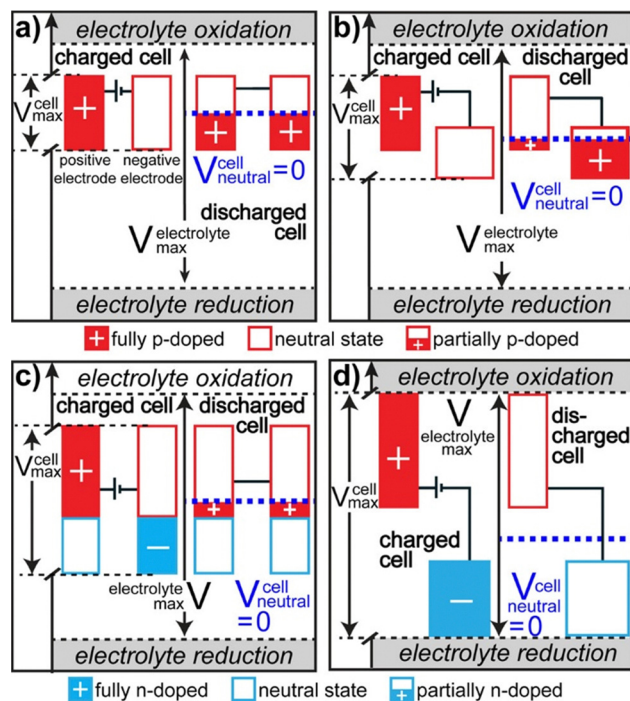 a)
electrolyte oxidation
charged cell
V cell max
+
+
+
positive electrode
negative electrode
V cell neutral = 0
discharged cell
V electrolyte max
electrolyte reduction
b)
electrolyte oxidation
charged cell
discharged cell
V cell max
+
+
+
V cell neutral = 0
V electrolyte max
electrolyte reduction
+ fully p-doped
neutral state
+ partially p-doped
c)
electrolyte oxidation
charged cell
discharged cell
V cell max
+
+
+
−
electrolyte max V
V cell neutral = 0
electrolyte reduction
d)
electrolyte oxidation
V electrolyte max
dis-
charged
cell
+
V cell max
charged
cell
−
V cell neutral = 0
electrolyte reduction
+ fully n-doped
neutral state
+ partially n-doped